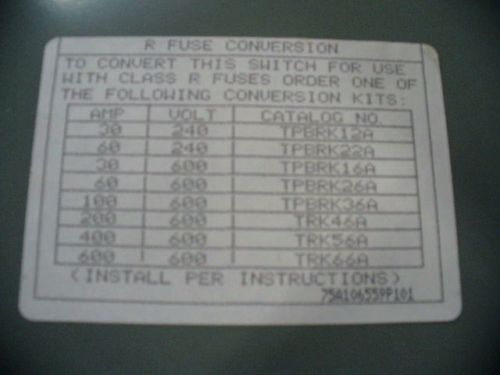 R FUSE CONVERSION
TO CONVERT THIS SWITCH FOR USE
WITH CLASS R FUSES ORDER ONE OF
THE FOLLOWING CONVERSION KITS:
AMP VOLT CATALOG NO.
30 240 TPBRK12A
60 240 TPBRK22A
30 600 TPBRK16A
60 600 TPBRK26A
100 600 TPBRK36A
200 600 TRK46A
400 600 TRK56A
600 600 TRK66A
(INSTALL PER INSTRUCTIONS)
75A106559P101